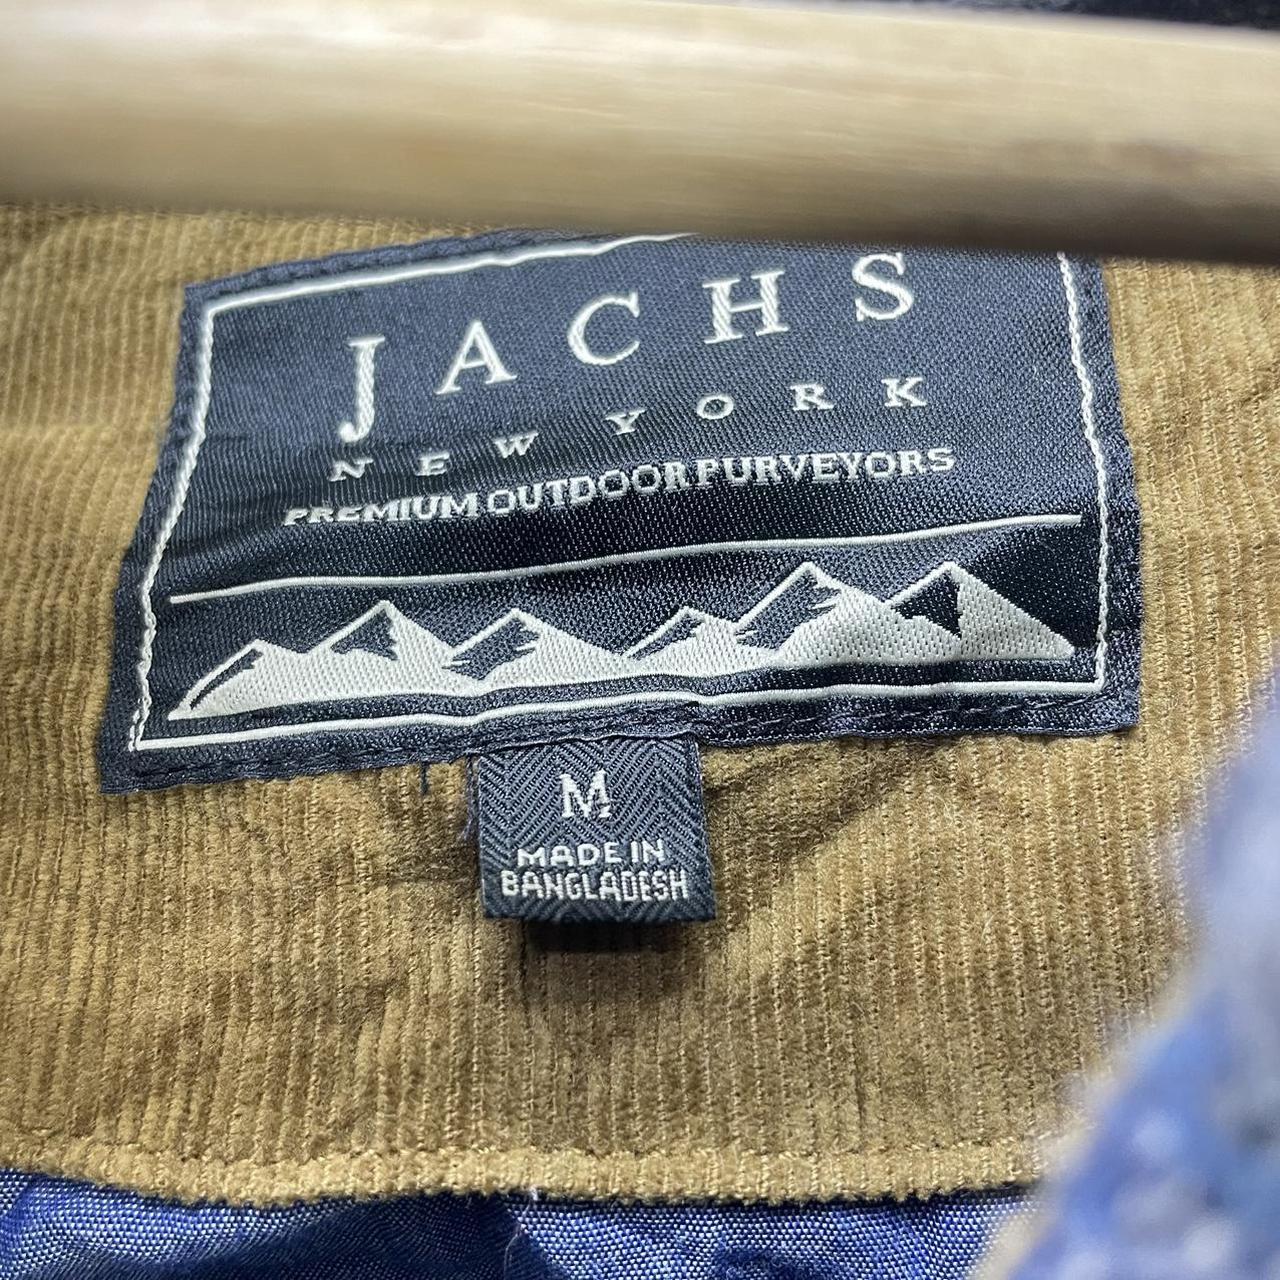 JACHS
NEW YORK
PREMIUM OUTDOOR PURVEYORS
M
MADE IN
BANGLADESH